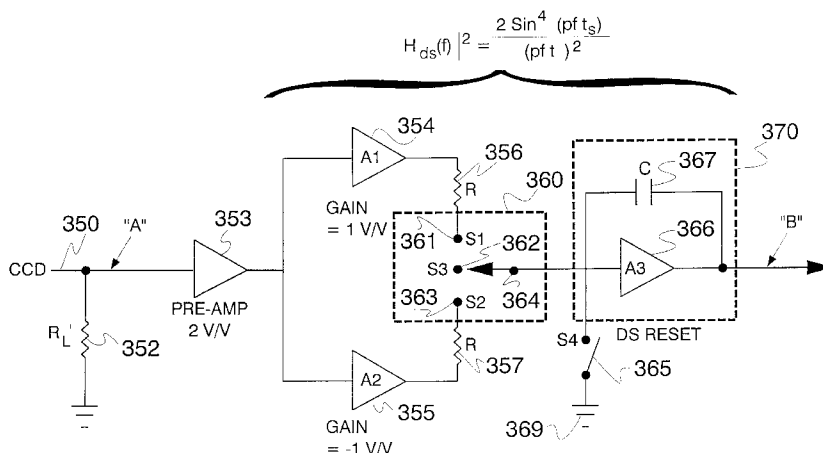 H ds(f) |² = 2 Sin⁴ (pf tₛ)
(pf t )²
354
A1
356
370
C
367
R
360
350
"A"
353
GAIN
= 1 V/V
361
S1
362
366
"B"
CCD
S3
A3
363
S2
364
PRE-AMP
2 V/V
R_L'
352
R
357
S4
DS RESET
365
A2
355
369
GAIN
= -1 V/V